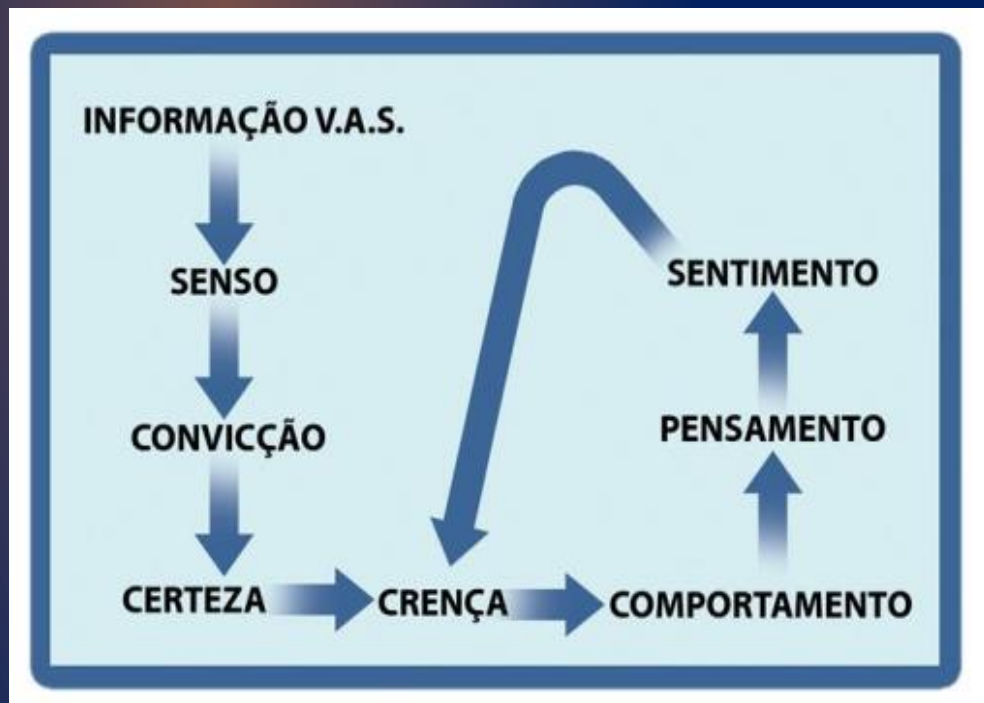 INFORMAÇÃO V.A.S.
SENSO
CONVICÇÃO
CERTEZA
CRENÇA
COMPORTAMENTO
PENSAMENTO
SENTIMENTO